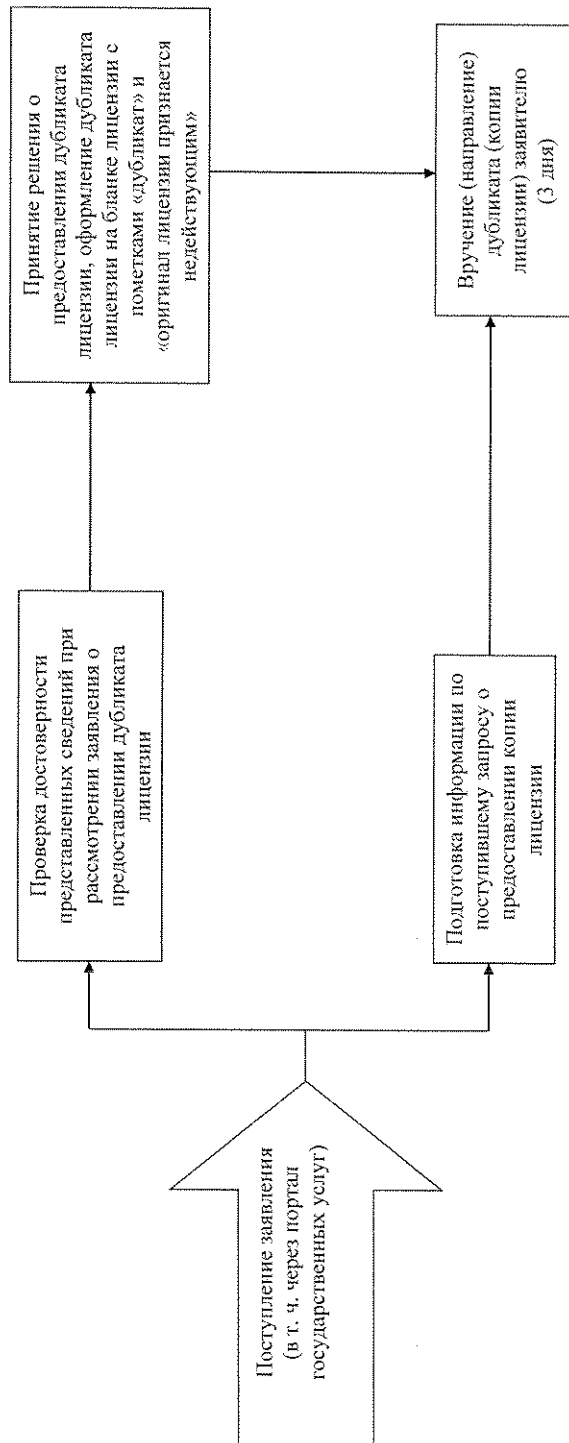 Поступление заявления
(в т. ч. через портал
государственных услуг)
Проверка достоверности
представленных сведений при
рассмотрении заявления о
предоставлении дубликата
лицензии
Принятие решения о
предоставлении дубликата
лицензии, оформление дубликата
лицензии на бланке лицензии с
пометками «дубликат» и
«оригинал лицензии признается
недействующим»
Подготовка информации по
поступившему запросу о
предоставлении копии
лицензии
Вручение (направление)
дубликата (копии
лицензии) заявителю
(3 дня)